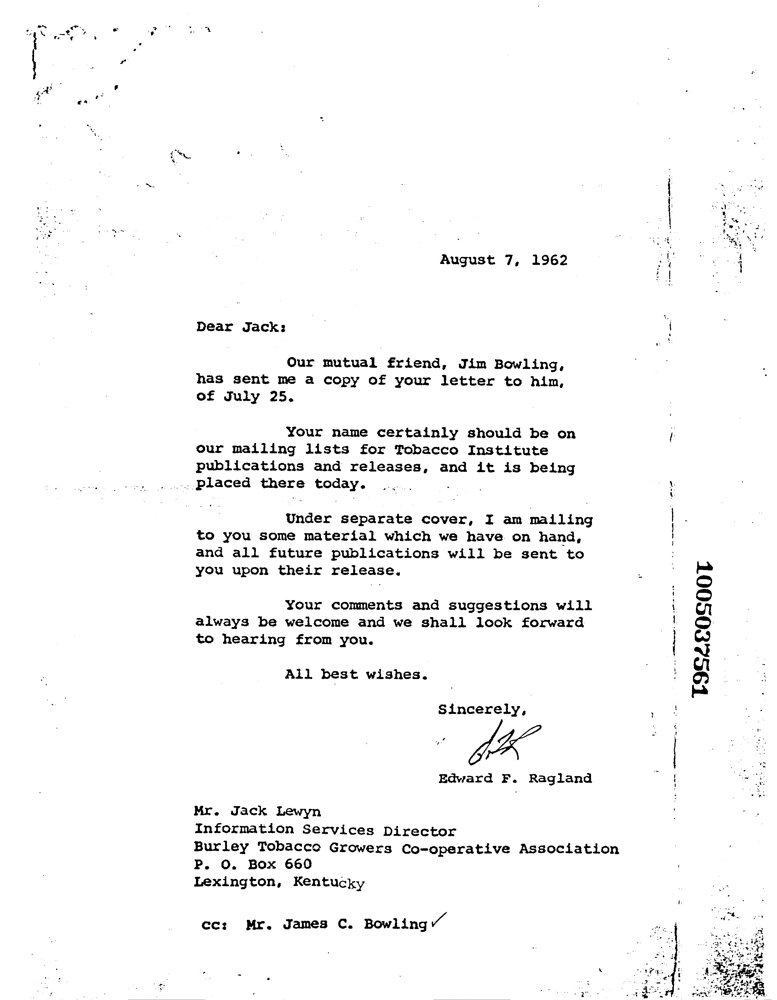 August 7, 1962
Dear Jack:
Our mutual friend, Jim Bowling,
has sent me a copy of your letter to him,
of July 25.
Your name certainly should be on
our mailing lists for Tobacco Institute
publications and releases, and it is being
placed there today.
Under separate cover, I am mailing
to you some material which we have on hand,
and all future publications will be sent to
you upon their release.
Your comments and suggestions will
always be welcome and we shall look forward
to hearing from you.
All best wishes.
Sincerely,
Edward F. Ragland
Mr. Jack Lewyn
Information Services Director
Burley Tobacco Growers Co-operative Association
P. O. Box 660
Lexington, Kentucky
cc: Mr. James C. Bowling ✓
1005037561